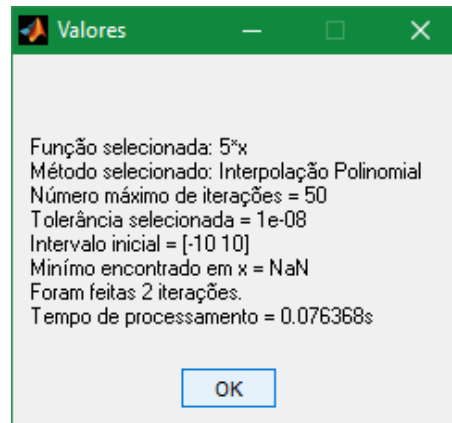 Valores
Função selecionada: 5*x
Método selecionado: Interpolação Polinomial
Número máximo de iterações = 50
Tolerância selecionada = 1e-08
Intervalo inicial = [-10 10]
Minímo encontrado em x = NaN
Foram feitas 2 iterações.
Tempo de processamento = 0.076368s
OK